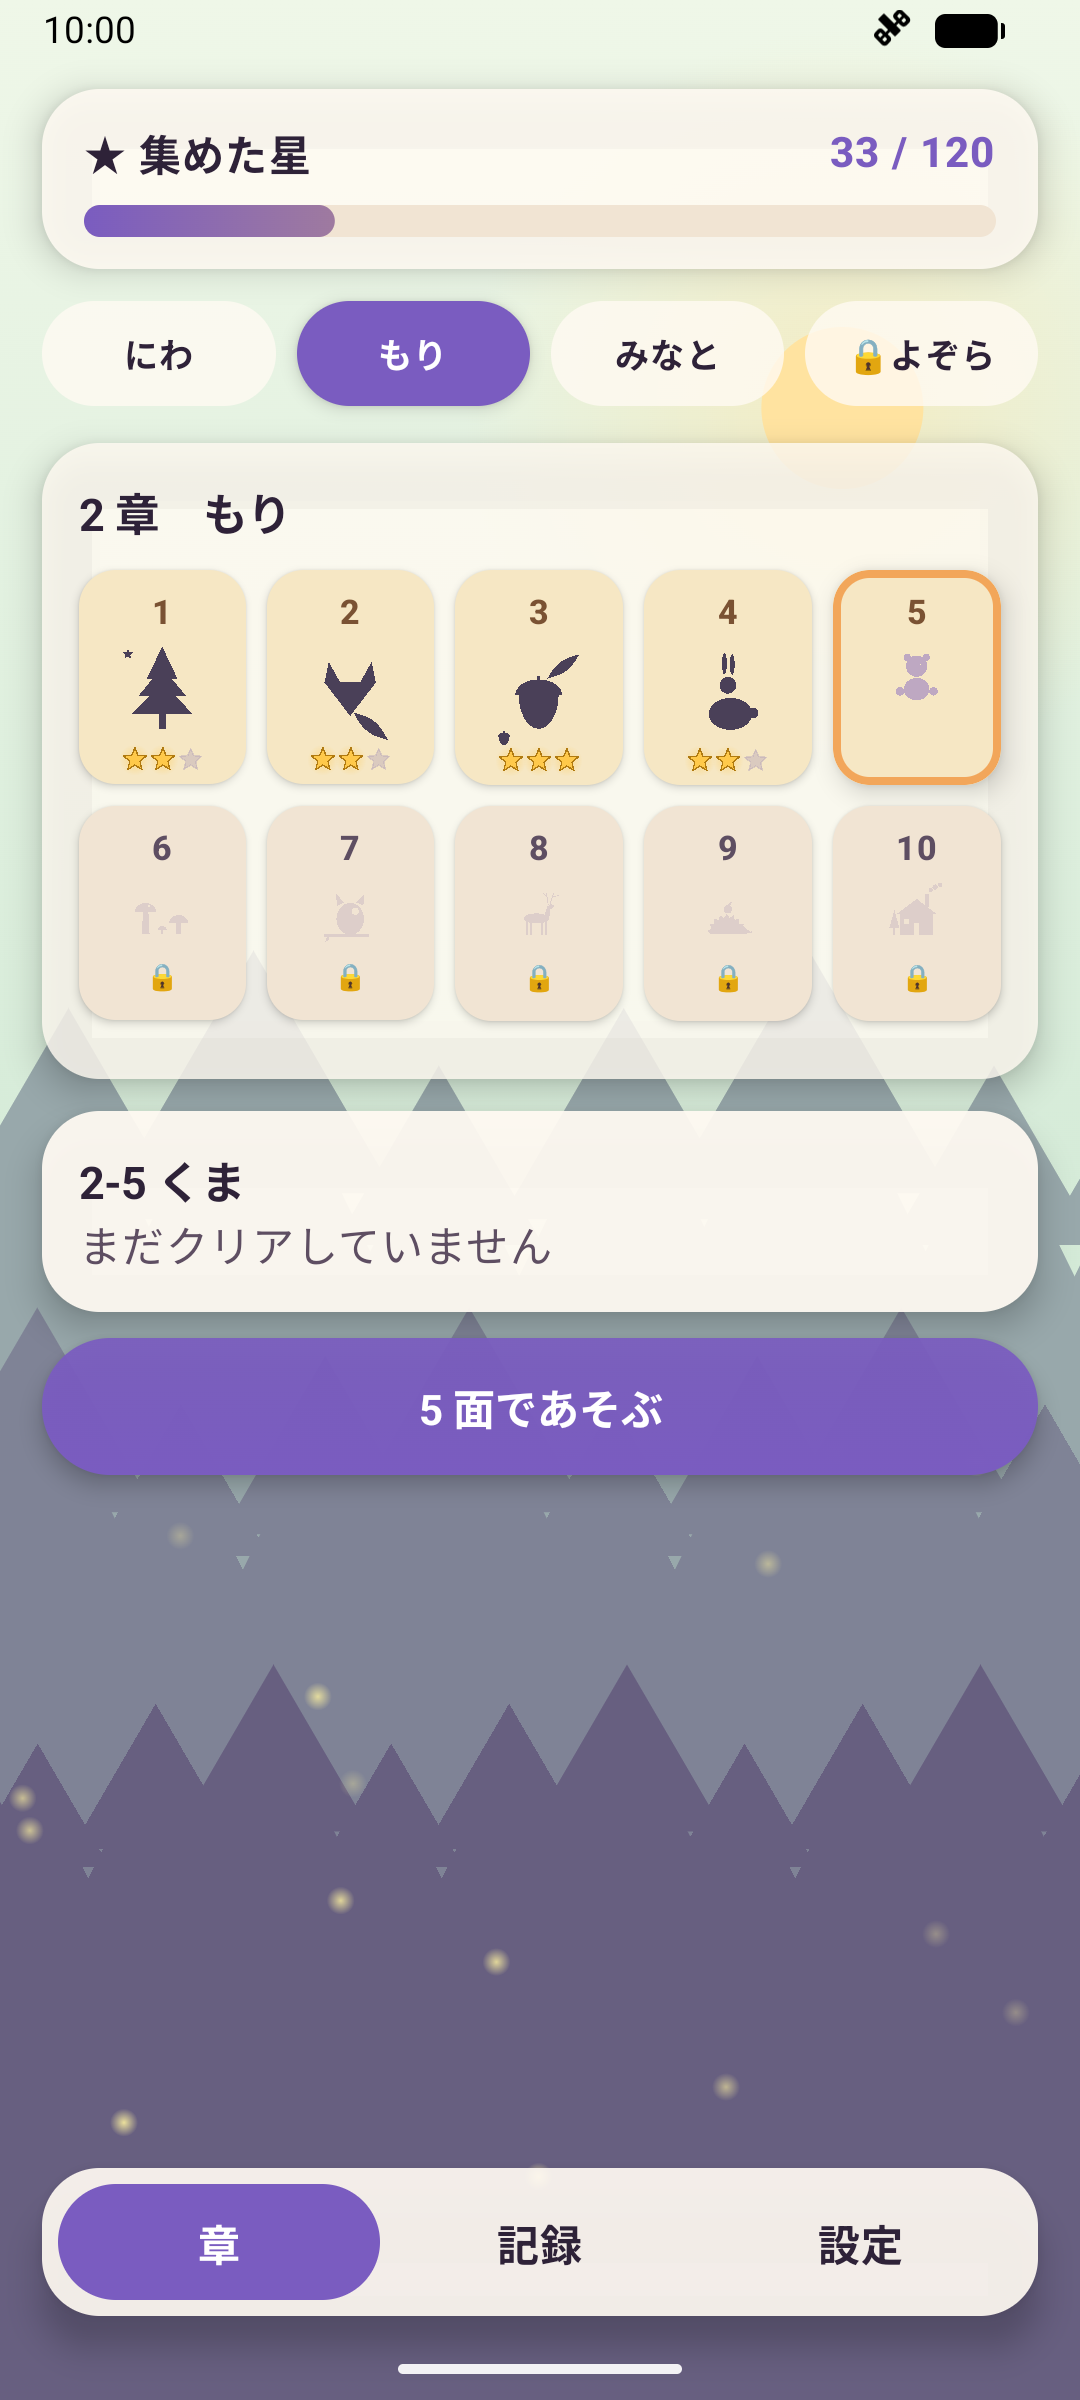 10:00
★ 集めた星 33 / 120
にわ もり みなと 🔒よぞら
2 章 もり
1 2 3 4 5
6 7 8 9 10
2-5 くま
まだクリアしていません
5 面であそぶ
章 記録 設定